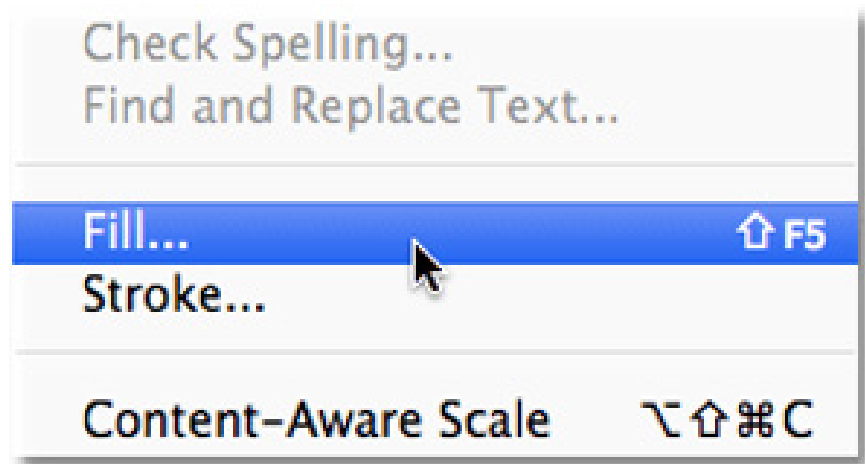 Check Spelling...
Find and Replace Text...
Fill... ⇧ F5
Stroke...
Content-Aware Scale ⌥⇧⌘C